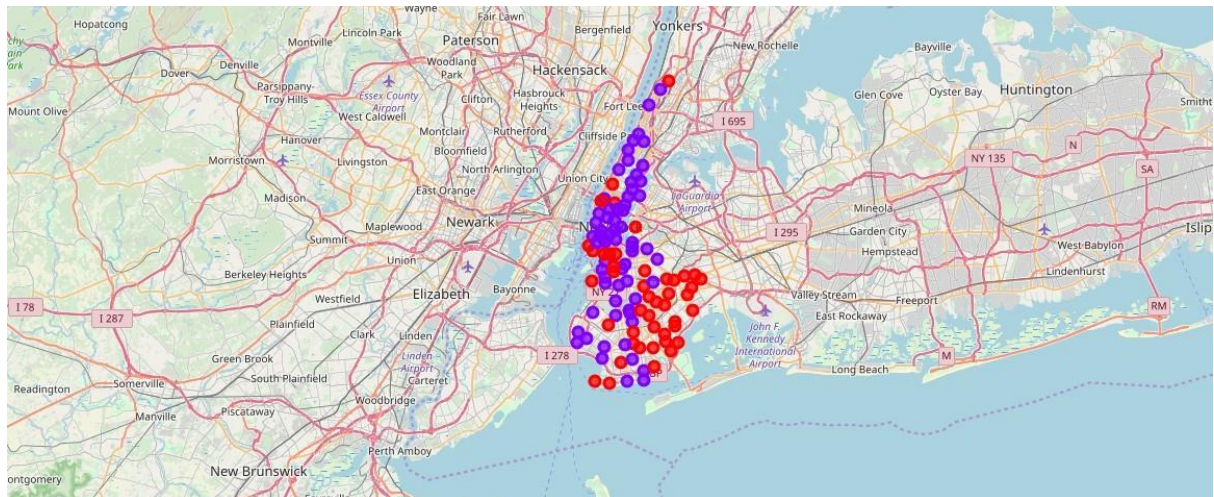 Hopatcong
Wayne
Fair Lawn
Bergenfield
Yonkers
Montville
Lincoln Park
Paterson
New Rochelle
Bayville
Denville
Dover
Woodland
Park
Hackensack
Parsippany-
Troy Hills
Essex County
Airport
Clifton
Hasbrouck
Heights
Fort Lee
Glen Cove
Oyster Bay
Huntington
Smith
Mount Olive
West Caldwell
Rutherford
I 695
Montclair
Cliffside
Hanover
Bloomfield
NY 135
N
Morristown
Livingston
North Arlington
Union City
SA
Madison
East Orange
LaGuardia
Airport
Mineola
Maplewood
Newark
N
I 295
Garden City
Islip
Summit
Union
Hempstead
West Babylon
Berkeley Heights
Lindenhurst
Elizabeth
Bayonne
NY
Valley Stream
Freeport
I 78
Westfield
RM
I 287
Plainfield
Clark
Linden
East Rockaway
John F.
Kennedy
International
Airport
Green Brook
Linden
Airport
I 278
M
Readington
Somerville
South Plainfield
Carteret
Long Beach
Woodbridge
Manville
Piscataway
Perth Amboy
ontgomery
New Brunswick